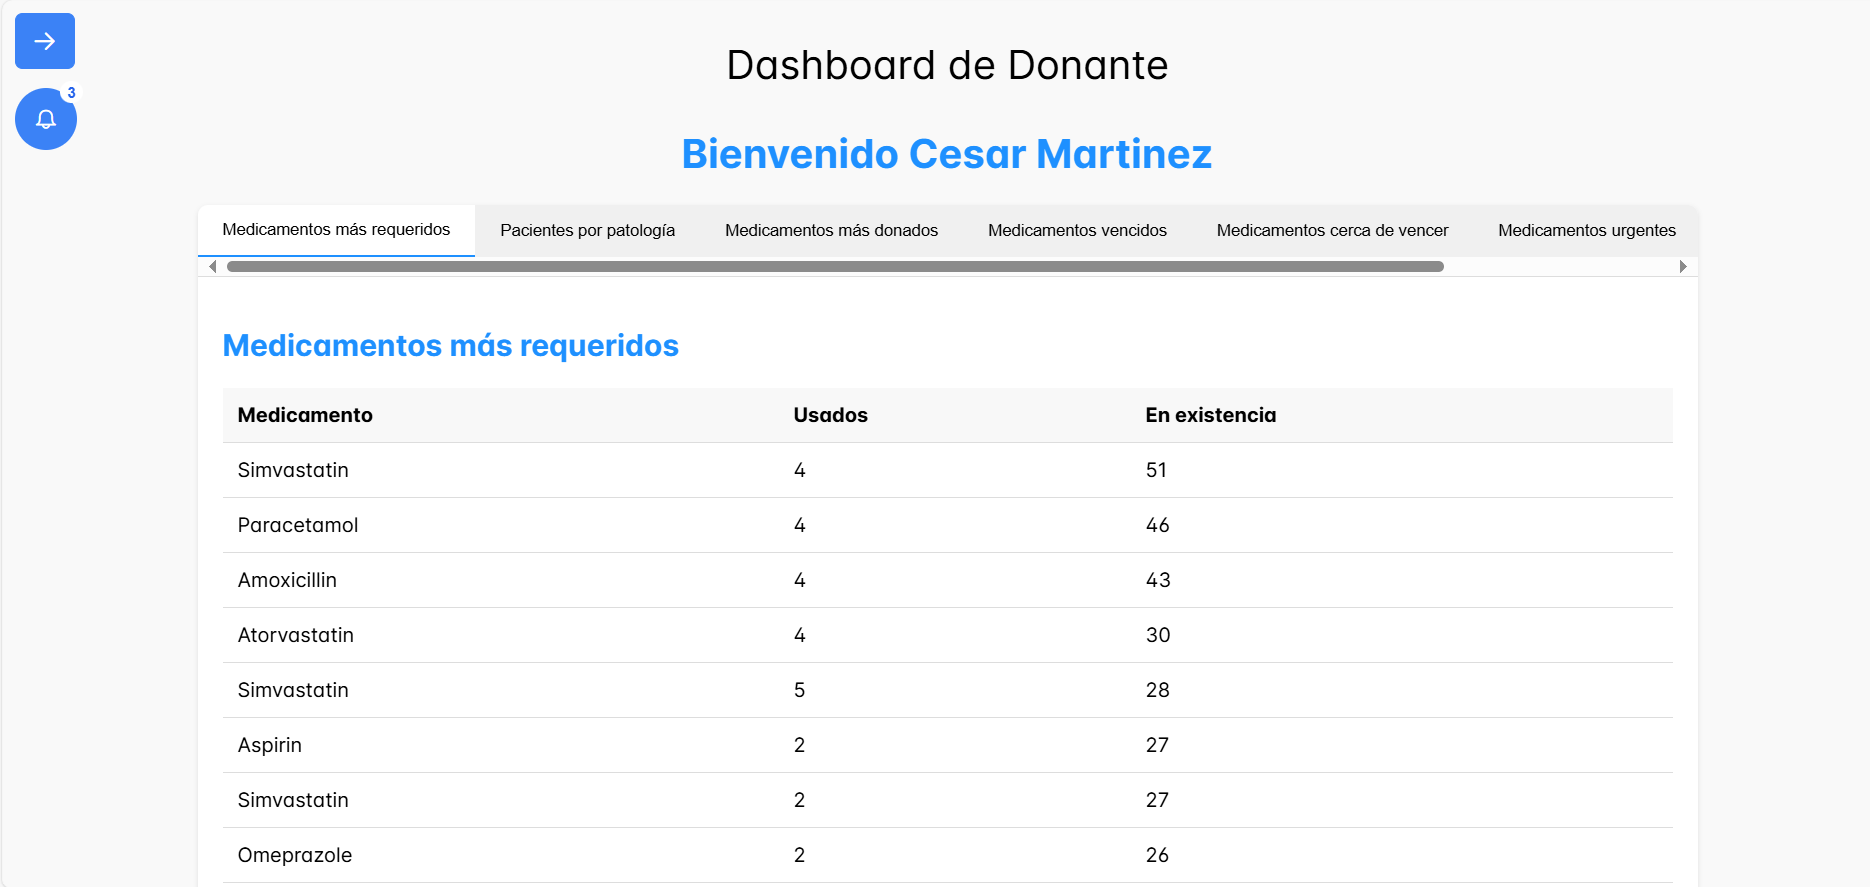 3
Dashboard de Donante
Bienvenido Cesar Martinez
Medicamentos más requeridos Pacientes por patología Medicamentos más donados Medicamentos vencidos Medicamentos cerca de vencer Medicamentos urgentes
Medicamentos más requeridos
Medicamento Usados En existencia
Simvastatin 4 51
Paracetamol 4 46
Amoxicillin 4 43
Atorvastatin 4 30
Simvastatin 5 28
Aspirin 2 27
Simvastatin 2 27
Omeprazole 2 26